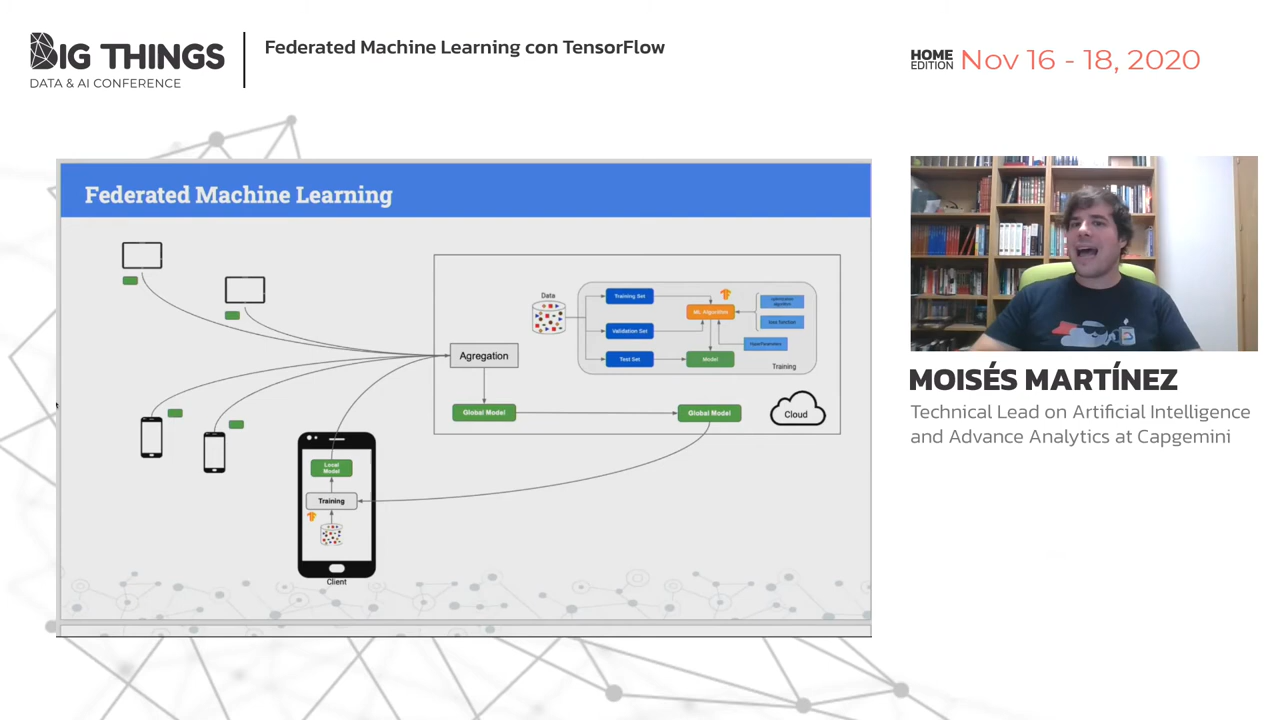 BIG THINGS
DATA & AI CONFERENCE
Federated Machine Learning con TensorFlow
HOME
EDITION
Nov 16 - 18, 2020
Federated Machine Learning
Data
Training Set
Validation Set
Test Set
ML Algorithm
Model
Training
Agregation
Global Model
Global Model
Cloud
Local
Model
Training
Client
MOISÉS MARTÍNEZ
Technical Lead on Artificial Intelligence
and Advance Analytics at Capgemini